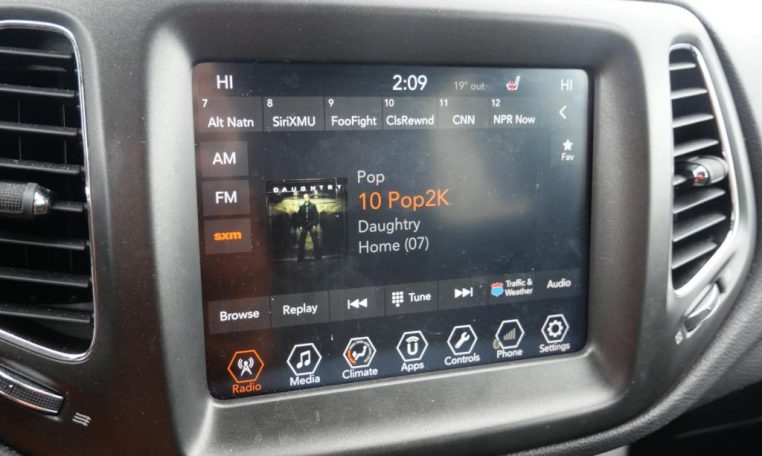 HI 2:09 19° out HI
7 8 9 10 11 12
Alt Natn SiriXMU FooFight ClsRewnd CNN NPR Now
AM
Fav
DAUGHTRY
Pop
FM
10 Pop2K
Daughtry
sxm
Home (07)
Browse Replay Tune Traffic & Weather Audio
Radio Media Climate Apps Controls Phone Settings